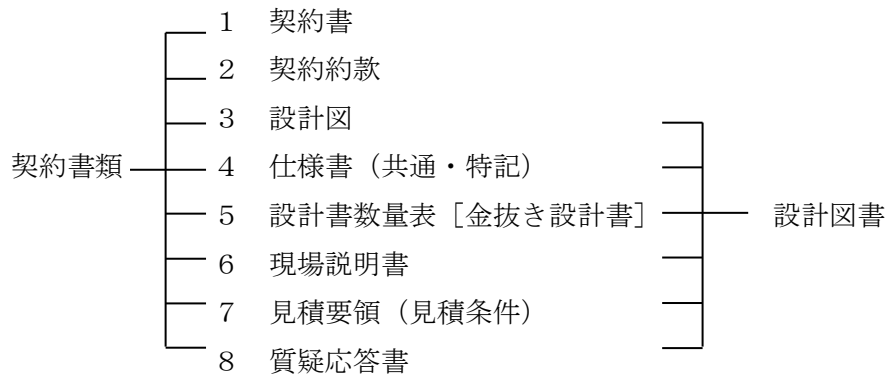 1 契約書
2 契約約款
3 設計図
契約書類 4 仕様書（共通・特記）
5 設計書数量表［金抜き設計書］ 設計図書
6 現場説明書
7 見積要領（見積条件）
8 質疑応答書